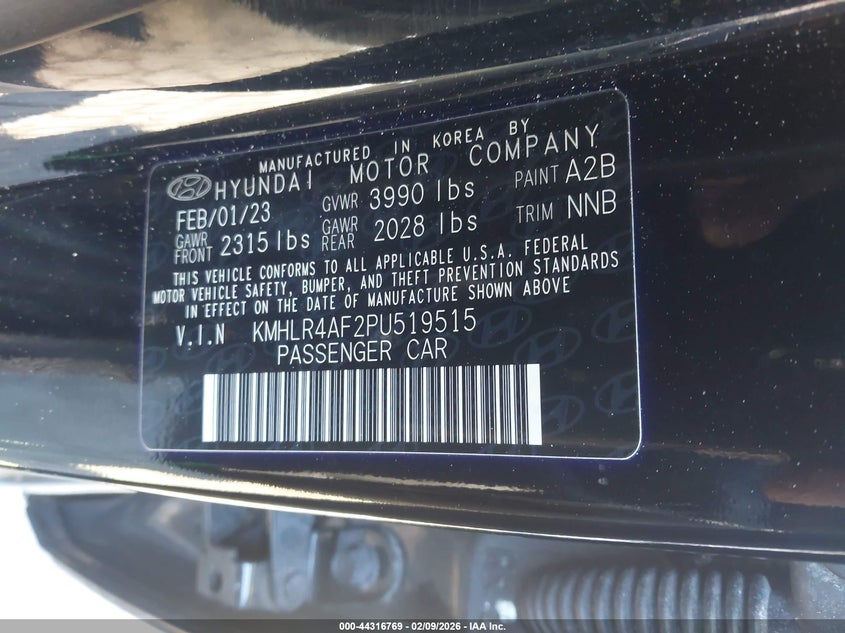 MANUFACTURED IN KOREA BY
HYUNDAI MOTOR COMPANY
FEB/01/23 GVWR 3990 lbs PAINT A2B
GAWR FRONT 2315 lbs GAWR REAR 2028 lbs TRIM NNB
THIS VEHICLE CONFORMS TO ALL APPLICABLE U.S.A. FEDERAL
MOTOR VEHICLE SAFETY, BUMPER, AND THEFT PREVENTION STANDARDS
IN EFFECT ON THE DATE OF MANUFACTURE SHOWN ABOVE
V.I.N KMHLR4AF2PU519515
PASSENGER CAR
000-44316769 - 02/09/2026 - IAA Inc.